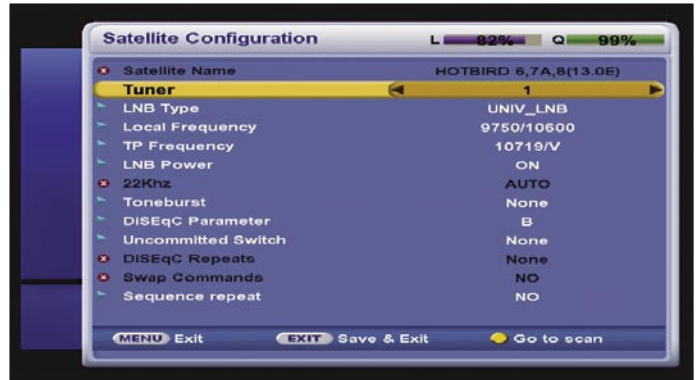 Satellite Configuration L 82% Q 99%
Satellite Name HOTBIRD 6,7A,8(13.0E)
Tuner 1
LNB Type UNIV_LNB
Local Frequency 9750/10600
TP Frequency 10719/V
LNB Power ON
22Khz AUTO
Toneburst None
DiSEqC Parameter B
Uncommitted Switch None
DiSEqC Repeats None
Swap Commands NO
Sequence repeat NO
MENU Exit EXIT Save & Exit Go to scan